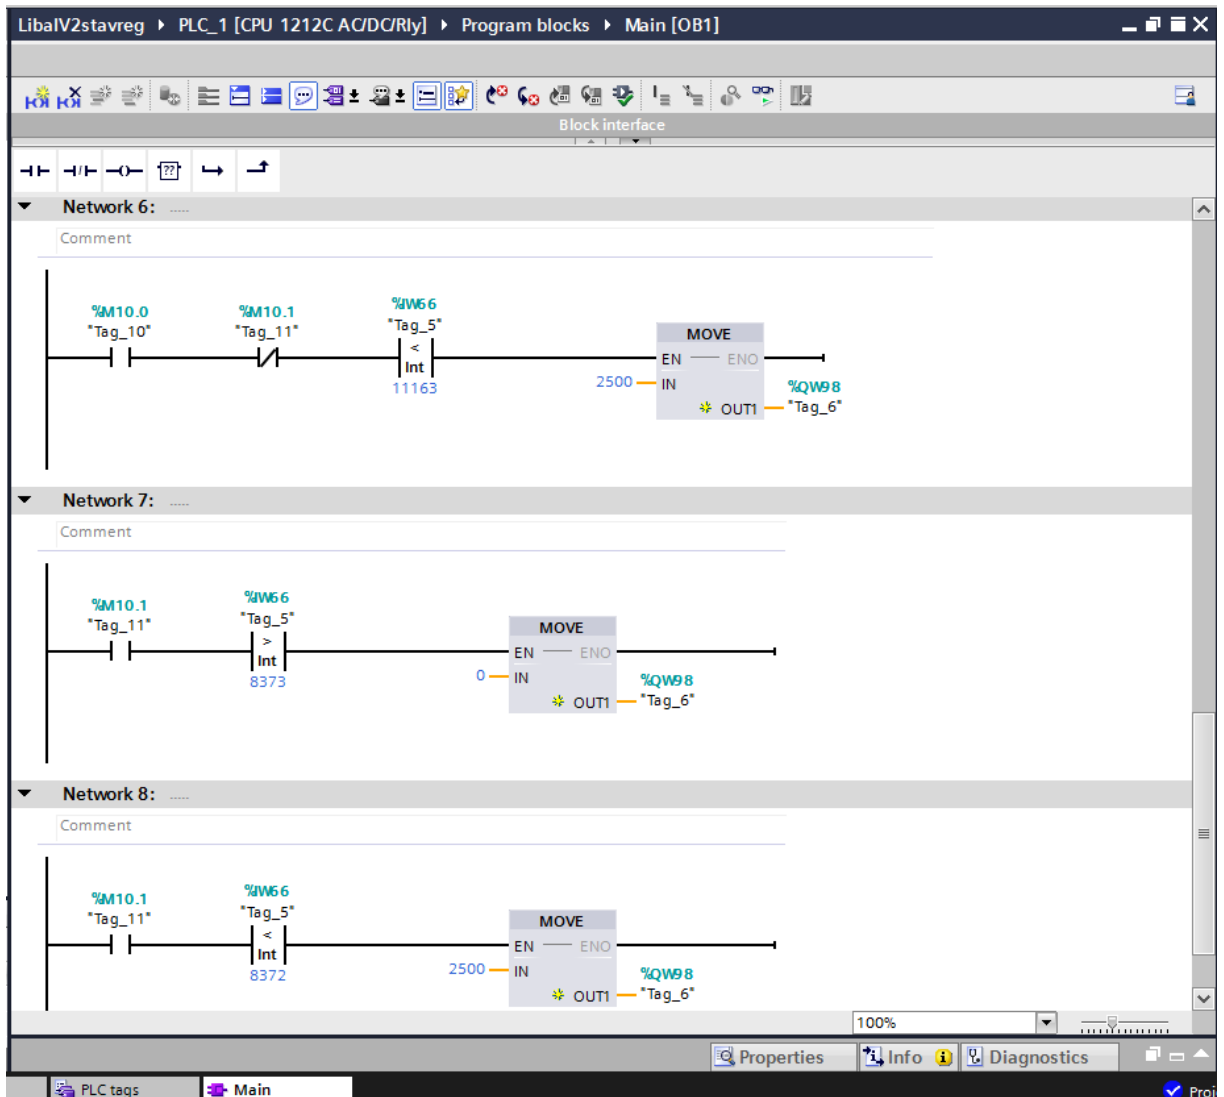 LibalV2stavreg ▸ PLC_1 [CPU 1212C AC/DC/Rly] ▸ Program blocks ▸ Main [OB1]
Block interface
??
Network 6: .....
Comment
%M10.0
"Tag_10"
%M10.1
"Tag_11"
%IW66
"Tag_5"
<
Int
11163
MOVE
EN ENO
2500 IN
%QW98
OUT1 "Tag_6"
Network 7: .....
Comment
%M10.1
"Tag_11"
%IW66
"Tag_5"
>
Int
8373
MOVE
EN ENO
0 IN
%QW98
OUT1 "Tag_6"
Network 8: .....
Comment
%M10.1
"Tag_11"
%IW66
"Tag_5"
<
Int
8372
MOVE
EN ENO
2500 IN
%QW98
OUT1 "Tag_6"
100%
Properties Info Diagnostics
PLC tags Main Proj